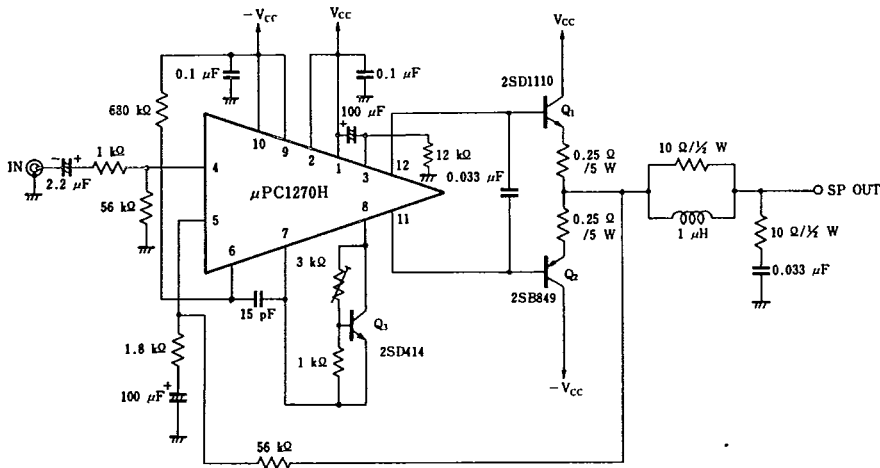 −VCC
VCC
VCC
0.1 μF
0.1 μF
100 μF
+
2SD1110
Q1
680 kΩ
10
9
2
1
3
12
12 kΩ
0.033 μF
0.25 Ω
/5 W
10 Ω/½ W
IN
− +
1 kΩ
2.2 μF
4
μPC1270H
SP OUT
56 kΩ
5
6
7
8
11
0.25 Ω
/5 W
1 μH
10 Ω/½ W
3 kΩ
Q2
0.033 μF
15 pF
2SB849
Q3
1.8 kΩ
1 kΩ
2SD414
100 μF
+
−VCC
56 kΩ